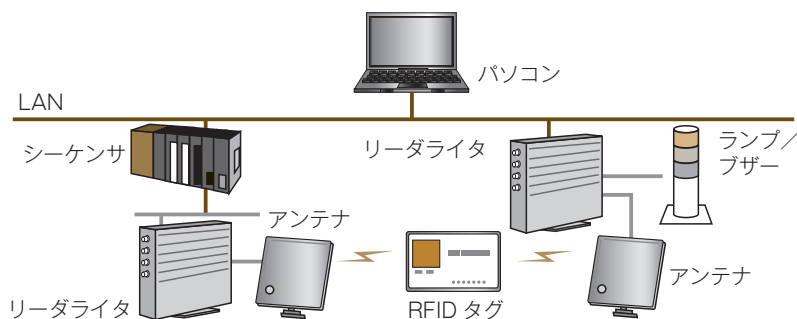 パソコン
LAN
シーケンサ
リーダライタ
ランプ／
ブザー
アンテナ
アンテナ
リーダライタ
RFID タグ